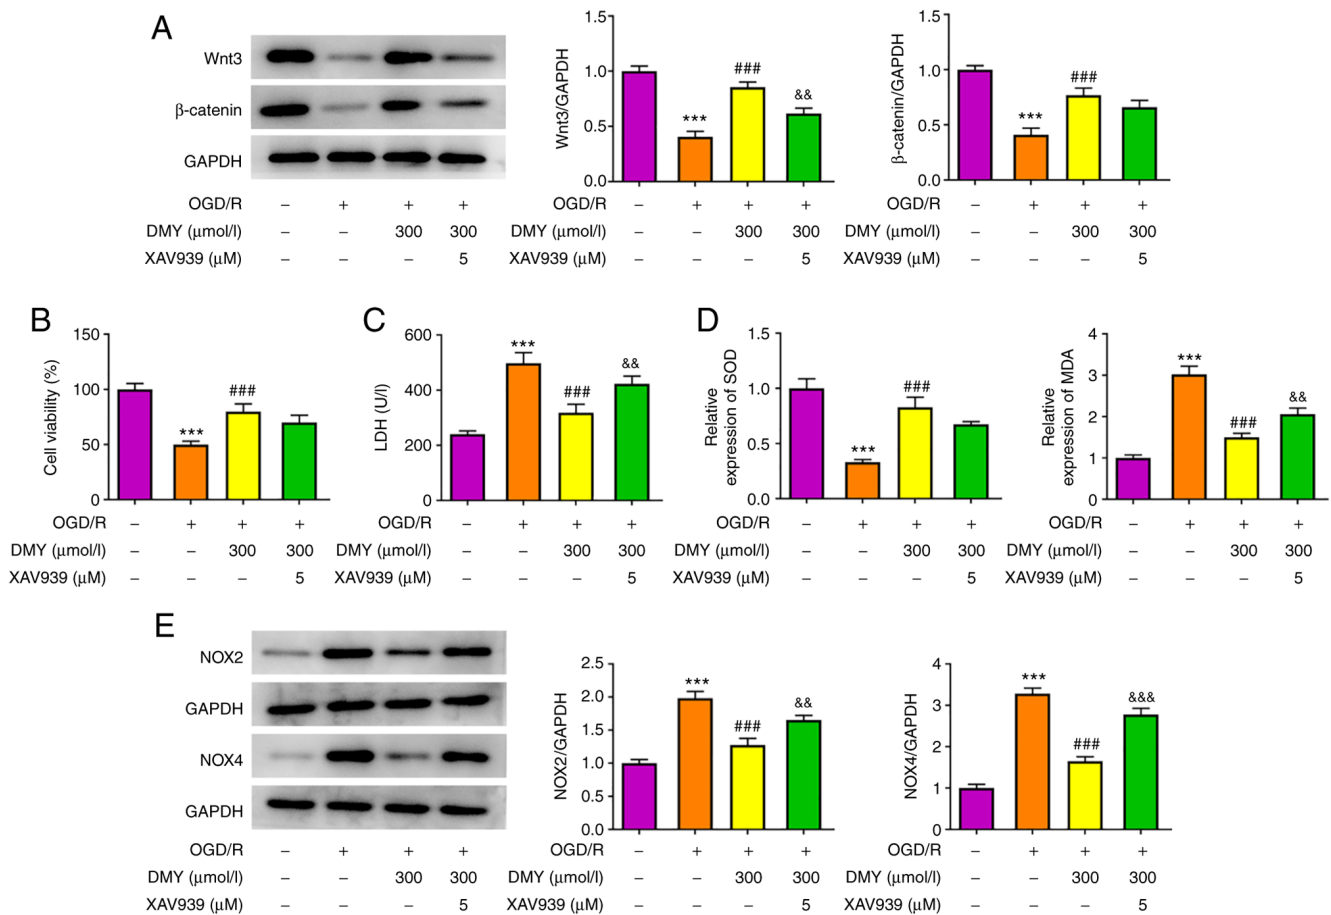 A
Wnt3
β-catenin
GAPDH
OGD/R – + + +
DMY (μmol/l) – – 300 300
XAV939 (μM) – – – 5
Wnt3/GAPDH
1.5
1.0
0.5
0.0
***
###
&&
OGD/R – + + +
DMY (μmol/l) – – 300 300
XAV939 (μM) – – – 5
β-catenin/GAPDH
1.5
1.0
0.5
0.0
***
###
OGD/R – + + +
DMY (μmol/l) – – 300 300
XAV939 (μM) – – – 5
B
Cell viability (%)
150
100
50
0
***
###
OGD/R – + + +
DMY (μmol/l) – – 300 300
XAV939 (μM) – – – 5
C
LDH (U/l)
600
400
200
0
***
###
&&
OGD/R – + + +
DMY (μmol/l) – – 300 300
XAV939 (μM) – – – 5
D
Relative
expression of SOD
1.5
1.0
0.5
0.0
***
###
OGD/R – + + +
DMY (μmol/l) – – 300 300
XAV939 (μM) – – – 5
Relative
expression of MDA
4
3
2
1
0
***
###
&&
OGD/R – + + +
DMY (μmol/l) – – 300 300
XAV939 (μM) – – – 5
E
NOX2
GAPDH
NOX4
GAPDH
OGD/R – + + +
DMY (μmol/l) – – 300 300
XAV939 (μM) – – – 5
NOX2/GAPDH
2.5
2.0
1.5
1.0
0.5
0.0
***
###
&&
OGD/R – + + +
DMY (μmol/l) – – 300 300
XAV939 (μM) – – – 5
NOX4/GAPDH
4
3
2
1
0
***
###
&&&
OGD/R – + + +
DMY (μmol/l) – – 300 300
XAV939 (μM) – – – 5